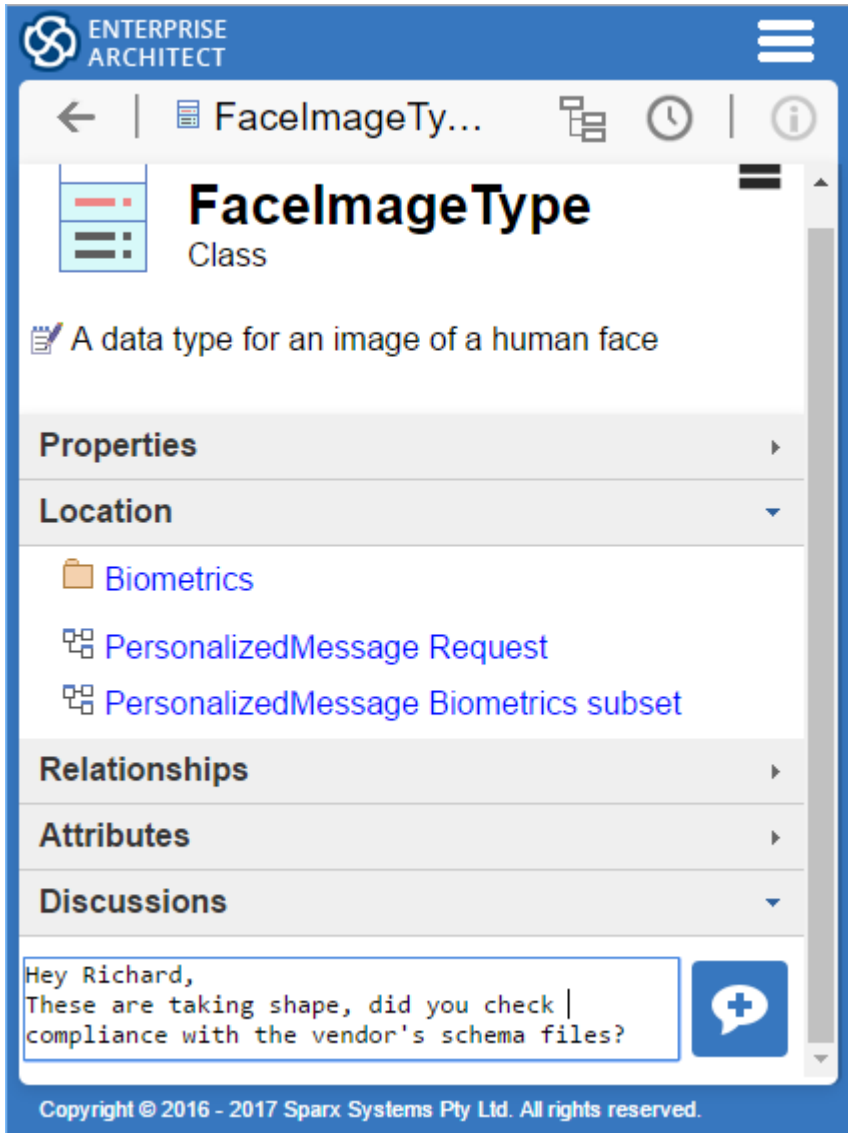 ENTERPRISE
ARCHITECT
FaceImageTy...
FaceImageType
Class
A data type for an image of a human face
Properties
Location
Biometrics
PersonalizedMessage Request
PersonalizedMessage Biometrics subset
Relationships
Attributes
Discussions
Hey Richard,
These are taking shape, did you check
compliance with the vendor's schema files?
Copyright © 2016 - 2017 Sparx Systems Pty Ltd. All rights reserved.